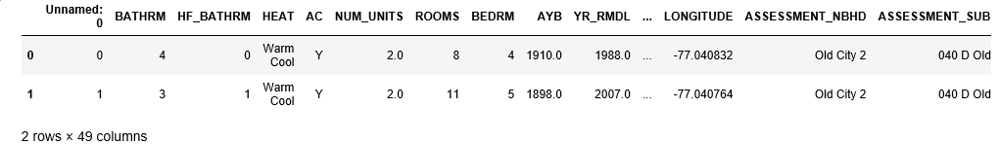 Unnamed: 0 BATHRM HF_BATHRM HEAT AC NUM_UNITS ROOMS BEDRM AYB YR_RMDL ... LONGITUDE ASSESSMENT_NBHD ASSESSMENT_SUB
0 0 4 0 Warm Cool Y 2.0 8 4 1910.0 1988.0 ... -77.040832 Old City 2 040 D Old
1 1 3 1 Warm Cool Y 2.0 11 5 1898.0 2007.0 ... -77.040764 Old City 2 040 D Old
2 rows × 49 columns